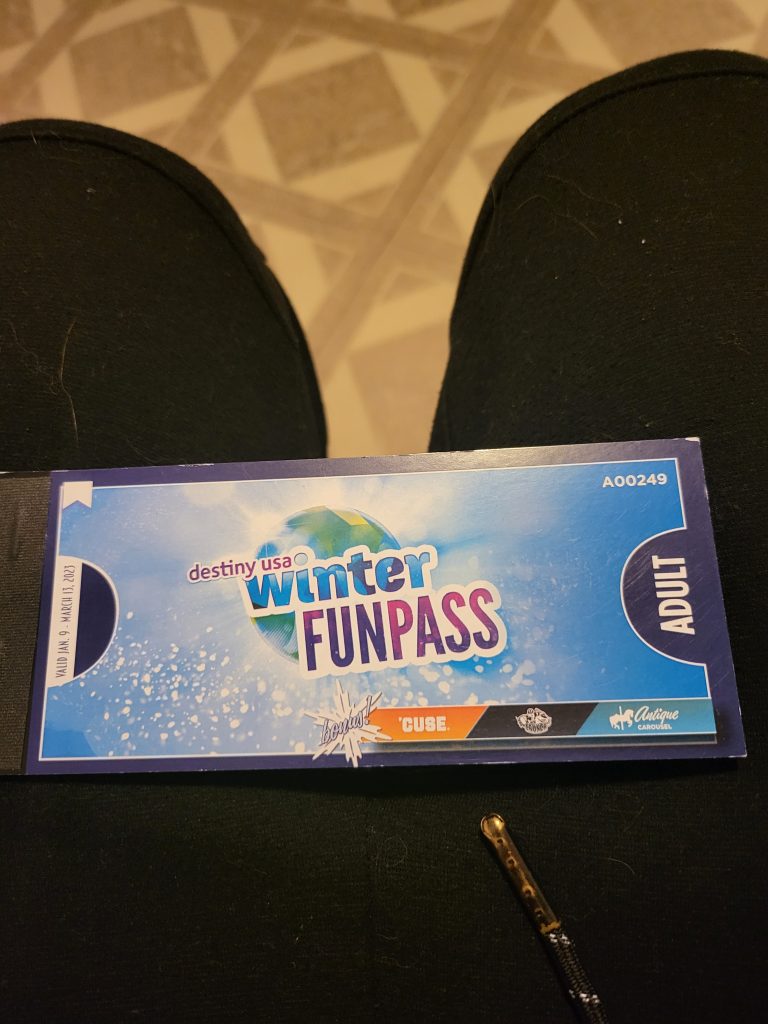 A00249
destiny usa
winter
FUNPASS
VALID JAN. 9 - MARCH 13, 2023
ADULT
bonus!
'CUSE
Antique
CAROUSEL